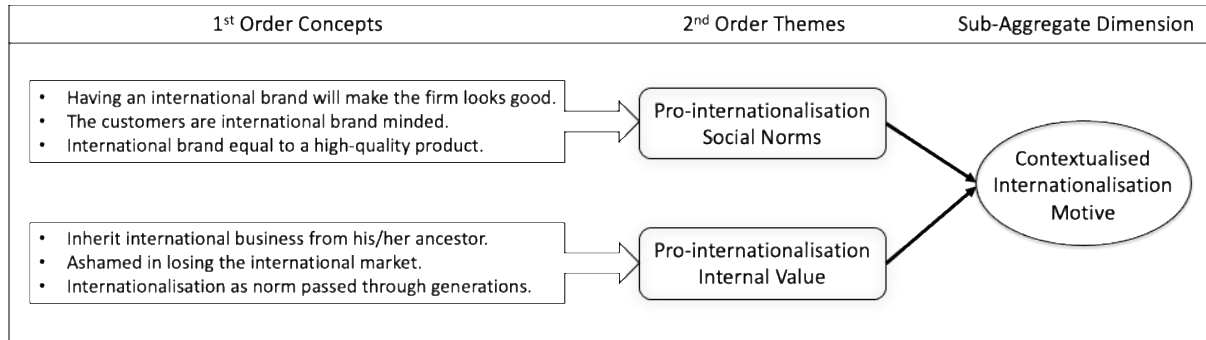 1st Order Concepts
2nd Order Themes
Sub-Aggregate Dimension
• Having an international brand will make the firm looks good.
• The customers are international brand minded.
• International brand equal to a high-quality product.
Pro-internationalisation
Social Norms
• Inherit international business from his/her ancestor.
• Ashamed in losing the international market.
• Internationalisation as norm passed through generations.
Pro-internationalisation
Internal Value
Contextualised
Internationalisation
Motive